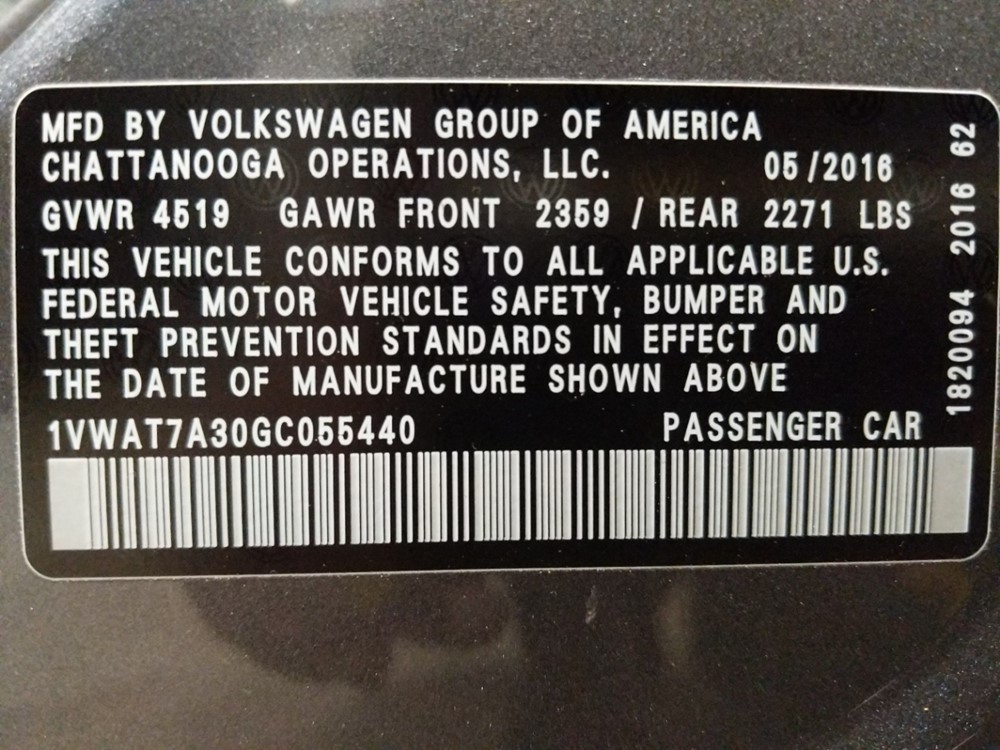 MFD BY VOLKSWAGEN GROUP OF AMERICA
CHATTANOOGA OPERATIONS, LLC. 05/2016
GVWR 4519 GAWR FRONT 2359 / REAR 2271 LBS
THIS VEHICLE CONFORMS TO ALL APPLICABLE U.S.
FEDERAL MOTOR VEHICLE SAFETY, BUMPER AND
THEFT PREVENTION STANDARDS IN EFFECT ON
THE DATE OF MANUFACTURE SHOWN ABOVE
1VWAT7A30GC055440 PASSENGER CAR
18200094 2016 62